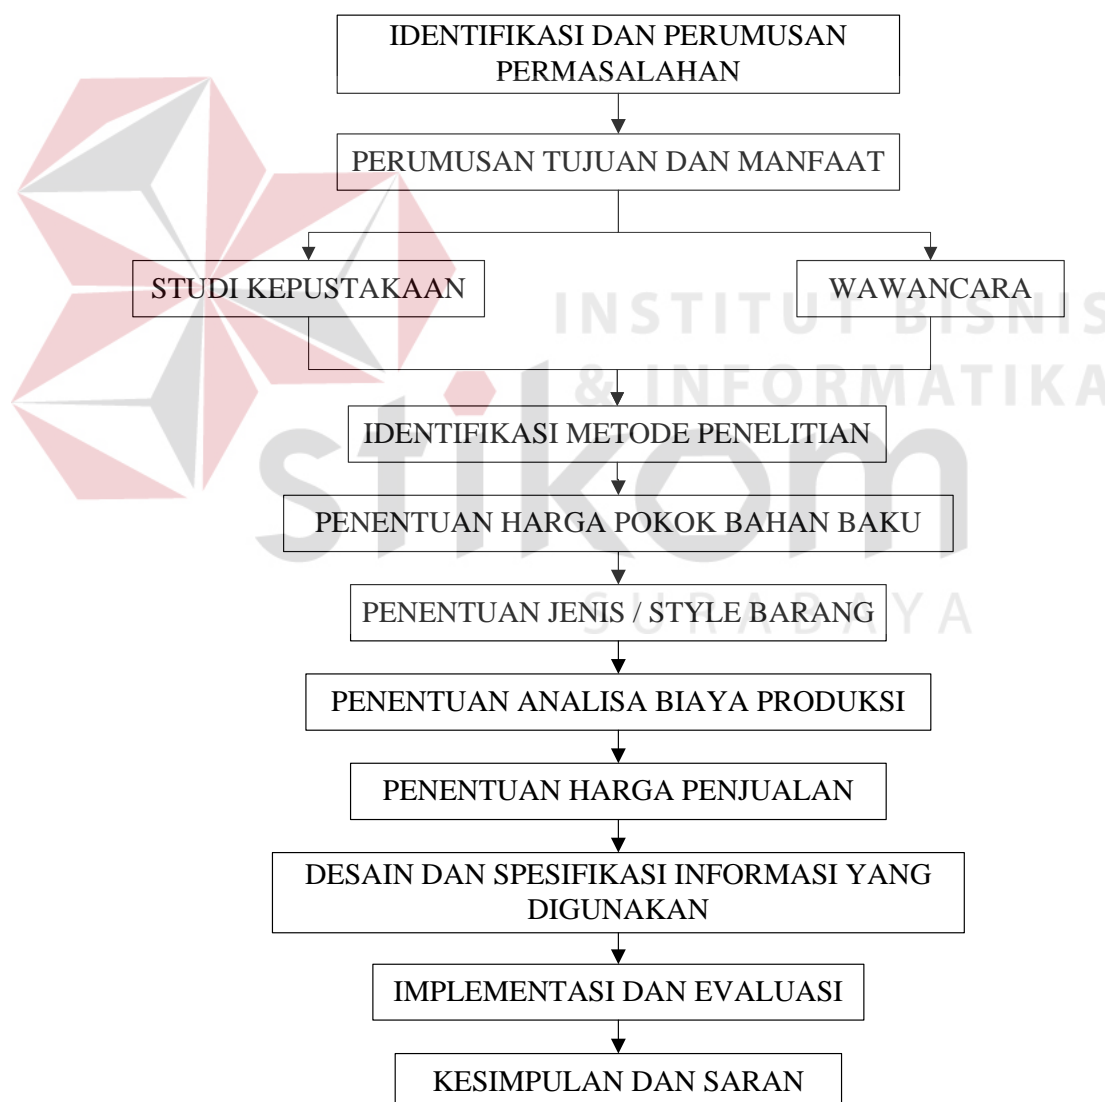 IDENTIFIKASI DAN PERUMUSAN
PERMASALAHAN
PERUMUSAN TUJUAN DAN MANFAAT
STUDI KEPUSTAKAAN
WAWANCARA
INSTITUT BISNIS
& INFORMATIKA
stikom
SURABAYA
IDENTIFIKASI METODE PENELITIAN
PENENTUAN HARGA POKOK BAHAN BAKU
PENENTUAN JENIS / STYLE BARANG
PENENTUAN ANALISA BIAYA PRODUKSI
PENENTUAN HARGA PENJUALAN
DESAIN DAN SPESIFIKASI INFORMASI YANG
DIGUNAKAN
IMPLEMENTASI DAN EVALUASI
KESIMPULAN DAN SARAN